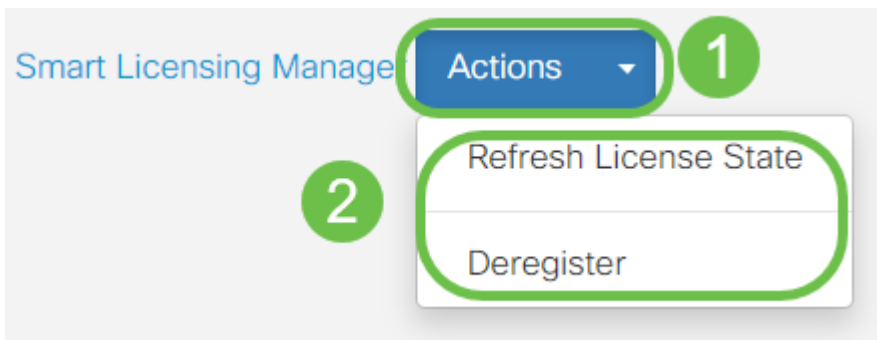 Smart Licensing Manage
Actions
1
2
Refresh License State
Deregister